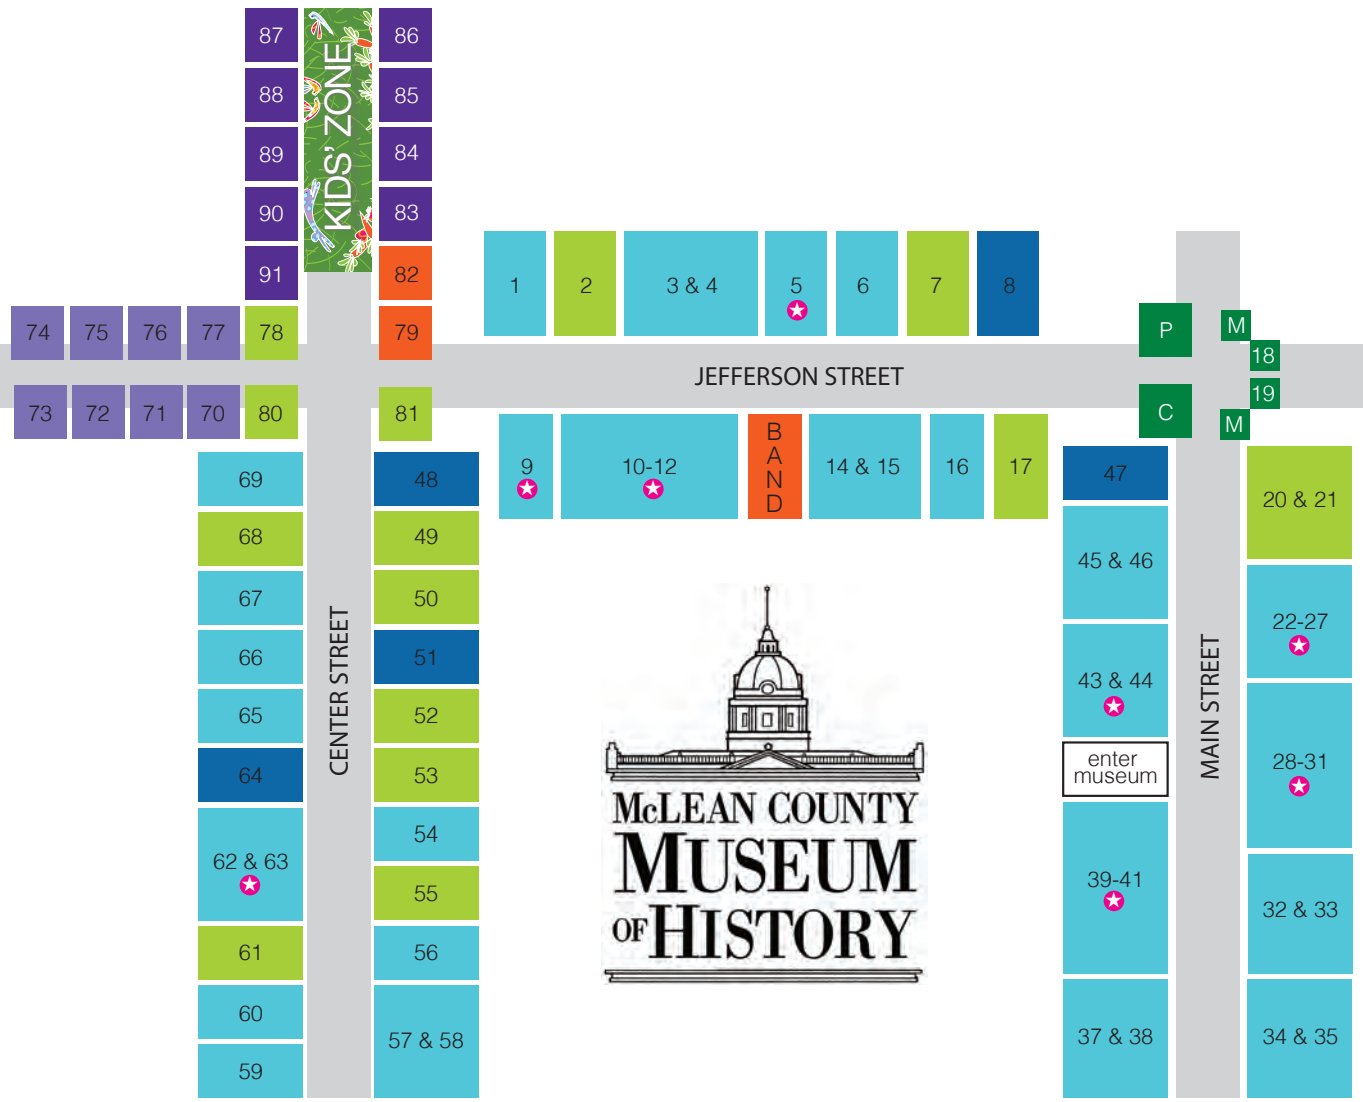 87
86
88
85
89
84
90
83
91
82
KIDS' ZONE
74
75
76
77
78
79
73
72
71
70
80
81
1
2
3 & 4
5
6
7
8
P
M
18
JEFFERSON STREET
C
19
M
9
10-12
BAND
14 & 15
16
17
69
48
68
49
67
50
66
51
65
52
64
53
62 & 63
54
55
61
56
60
57 & 58
59
CENTER STREET
47
20 & 21
45 & 46
22-27
43 & 44
enter
museum
28-31
39-41
32 & 33
37 & 38
34 & 35
MAIN STREET
McLEAN COUNTY
MUSEUM
OF HISTORY